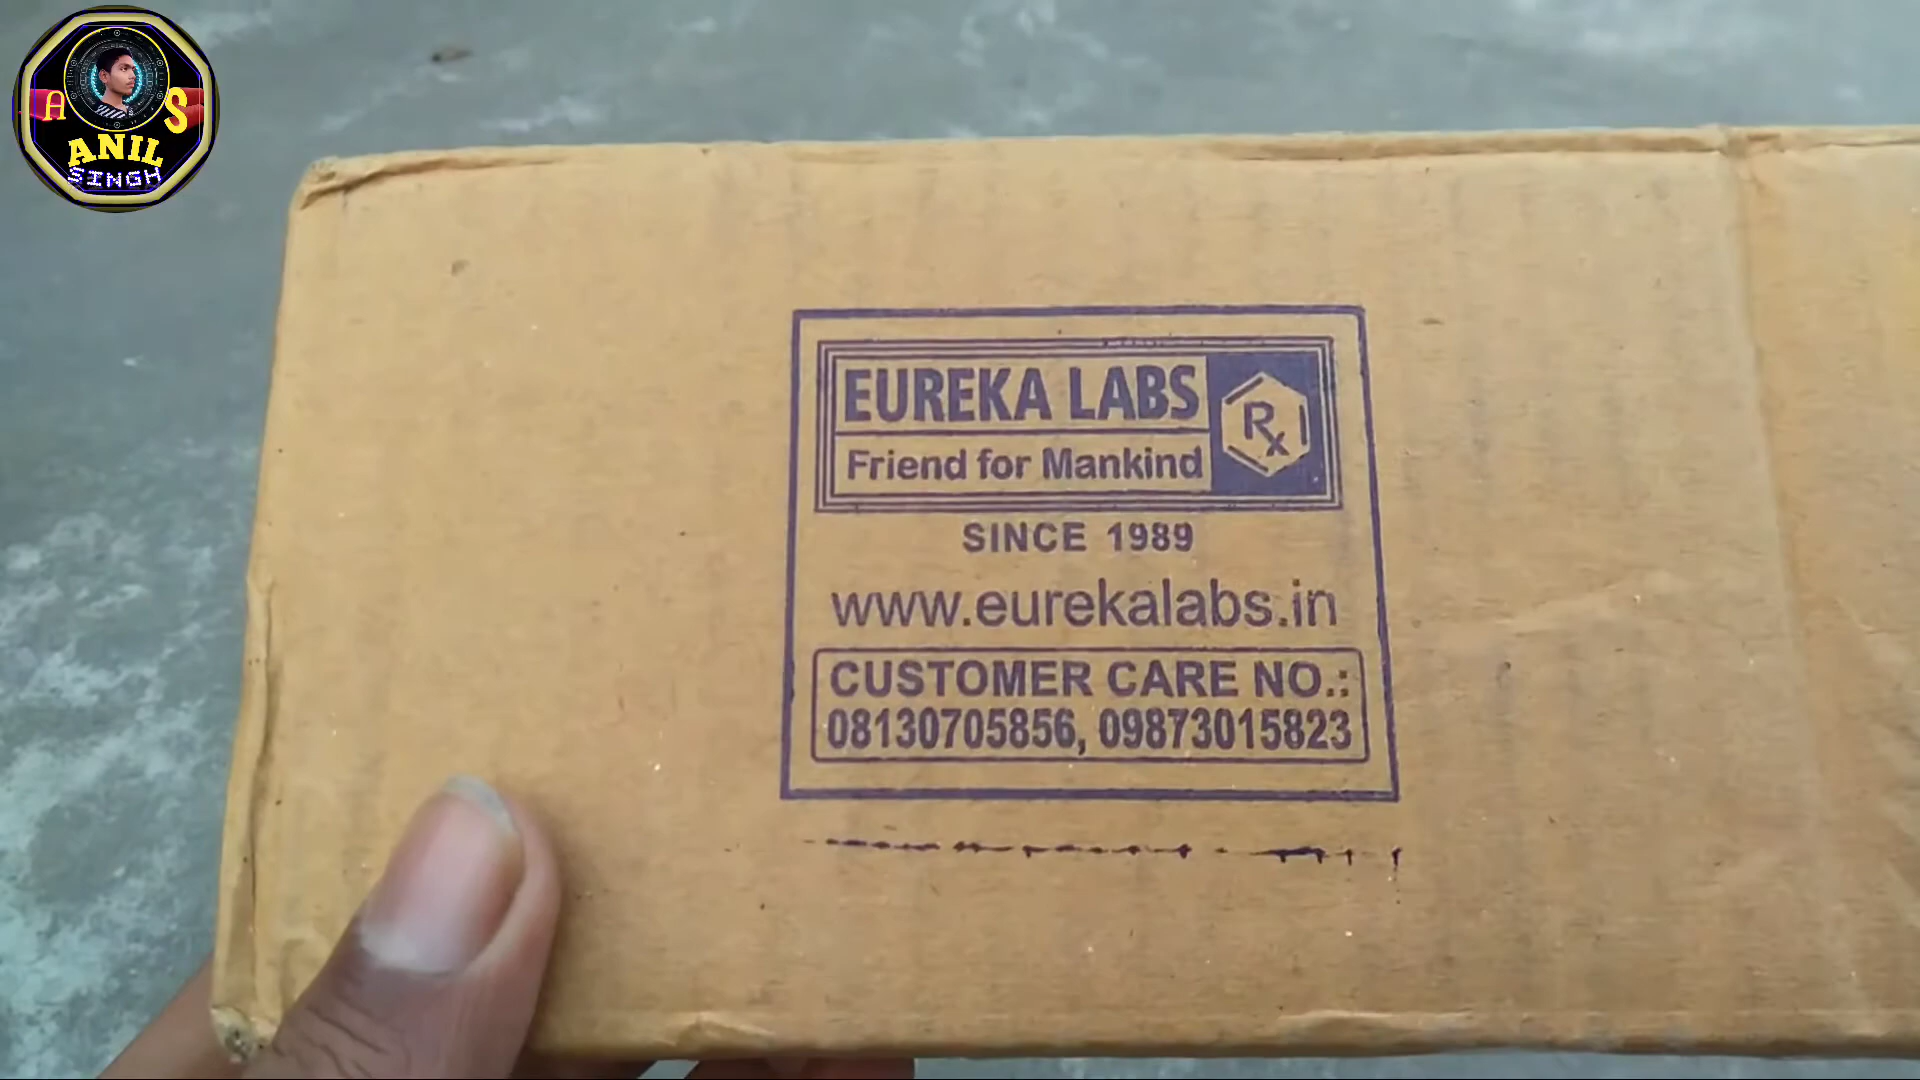 A S
ANIL
SINGH
EUREKA LABS
Friend for Mankind
Rx
SINCE 1989
www.eurekalabs.in
CUSTOMER CARE NO.:
08130705856, 09873015823